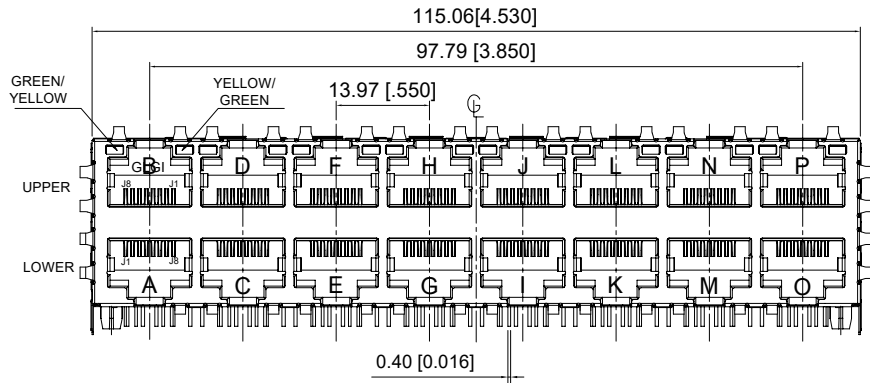 115.06[4.530]
97.79 [3.850]
GREEN/
YELLOW
YELLOW/
GREEN
13.97 [.550]
UPPER
B D F H J L N P
J8 J1
LOWER
J1 J8
A C E G I K M O
0.40 [0.016]